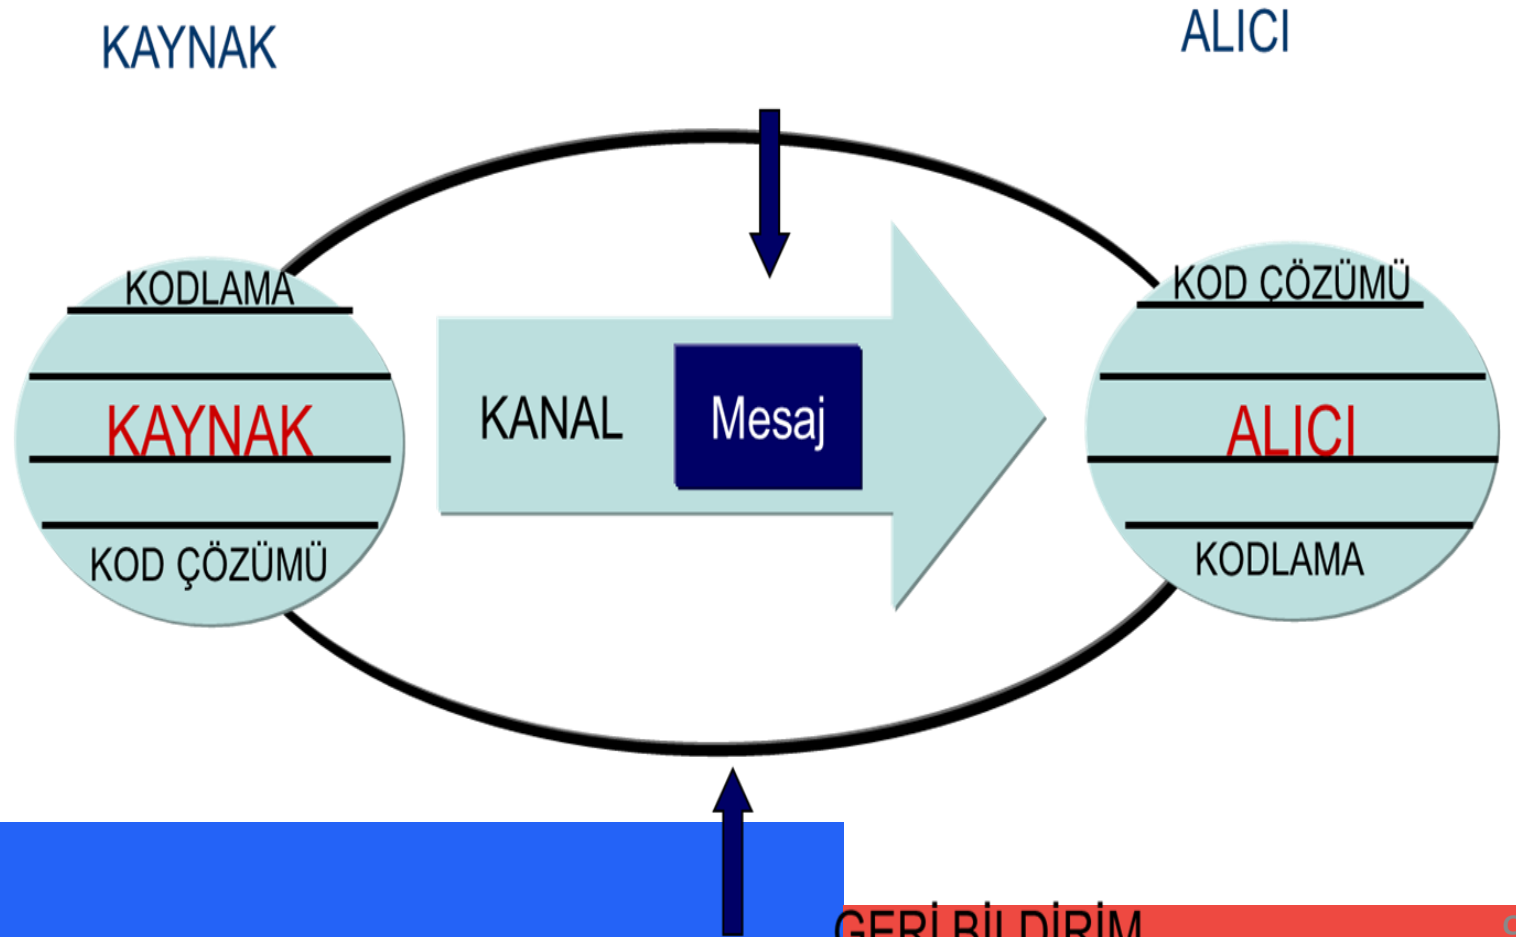 KAYNAK
ALICI
KODLAMA
KAYNAK
KOD ÇÖZÜMÜ
KANAL
Mesaj
KOD ÇÖZÜMÜ
ALICI
KODLAMA
GERİ BİLDİRİM